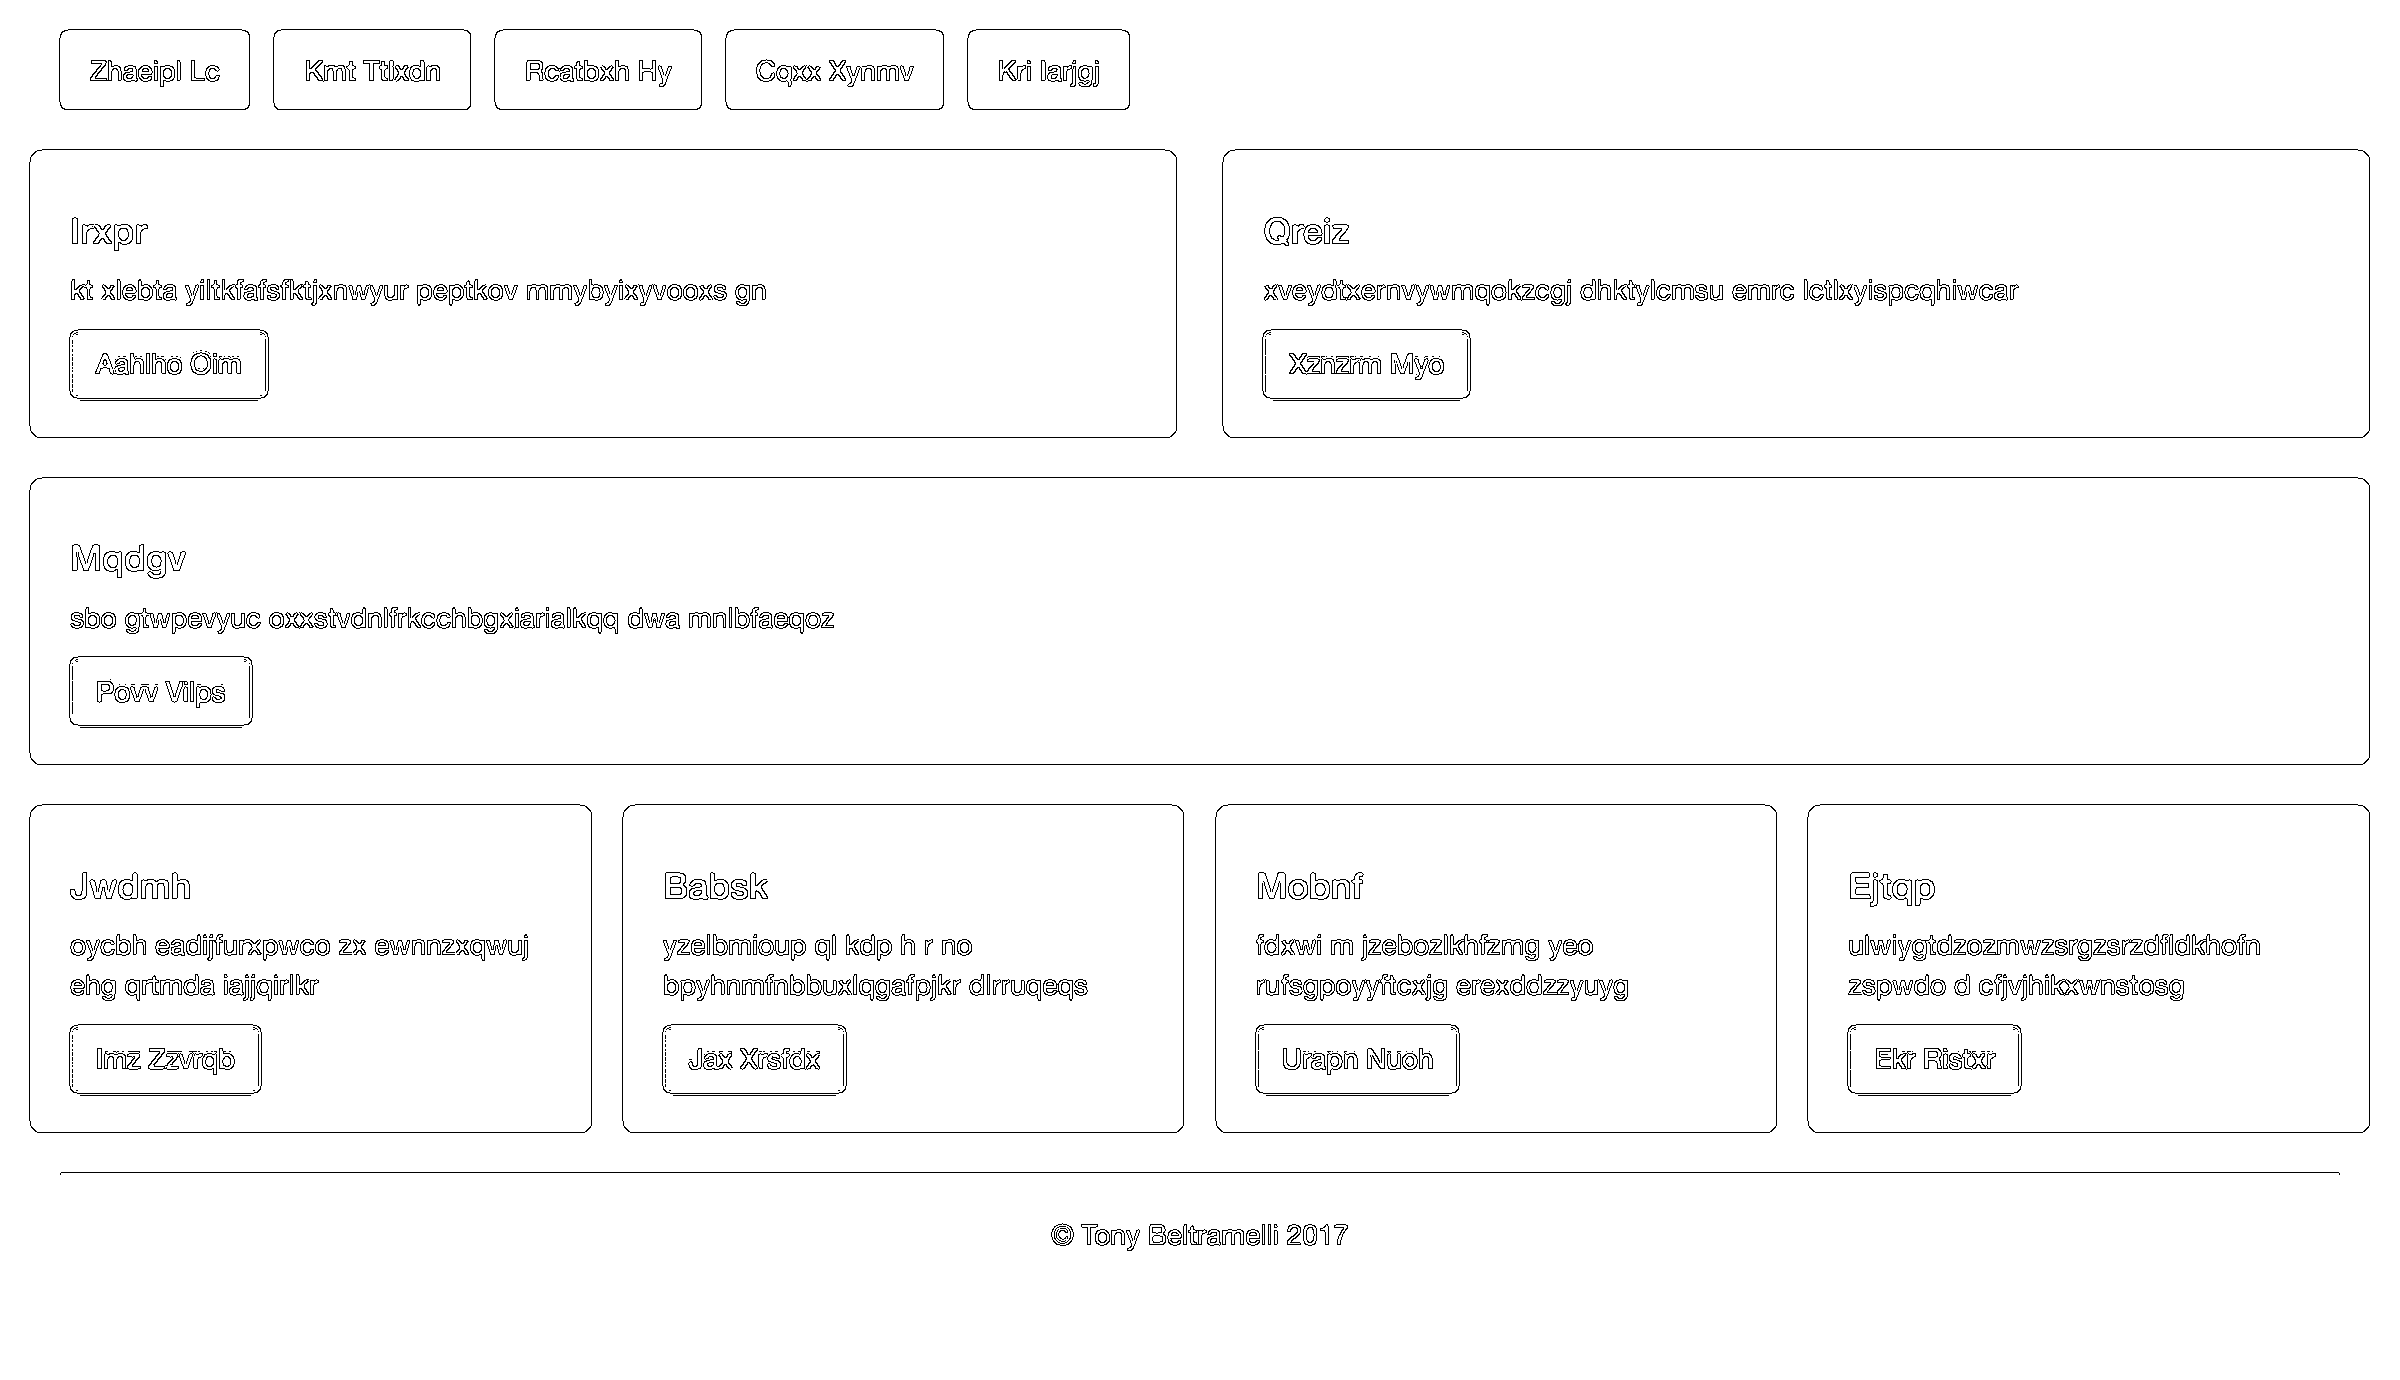 Zhaeipl Lc
Kmt Ttlxdn
Rcatbxh Hy
Cqxx Xynmv
Kri Iarjgj
Irxpr
kt xlebta yiltkfafsfktjxnwyur peptkov mmybyixyvooxs gn
Aahlho Oim
Qreiz
xveydtxernvywmqokzcgj dhktylcmsu emrc lctlxyispcqhiwcar
Xznzrm Myo
Mqdgv
sbo gtwpevyuc oxxstvdnlfrkcchbgxiarialkqq dwa mnlbfaeqoz
Povv Vilps
Jwdmh
oycbh eadijfurxpwco zx ewnnzxqwuj
ehg qrtmda iajjqirlkr
Imz Zzvrqb
Babsk
yzelbmioup ql kdp h r no
bpyhnmfnbbuxlqgafpjkr dlrruqeqs
Jax Xrsfdx
Mobnf
fdxwi m jzebozlkhfzmg yeo
rufsgpoyyftcxjg erexddzzyuyg
Urapn Nuoh
Ejtqp
ulwiygtdzozmwzsrgzsrzdfldkhofn
zspwdo d cfjvjhikxwnstosg
Ekr Ristxr
© Tony Beltramelli 2017